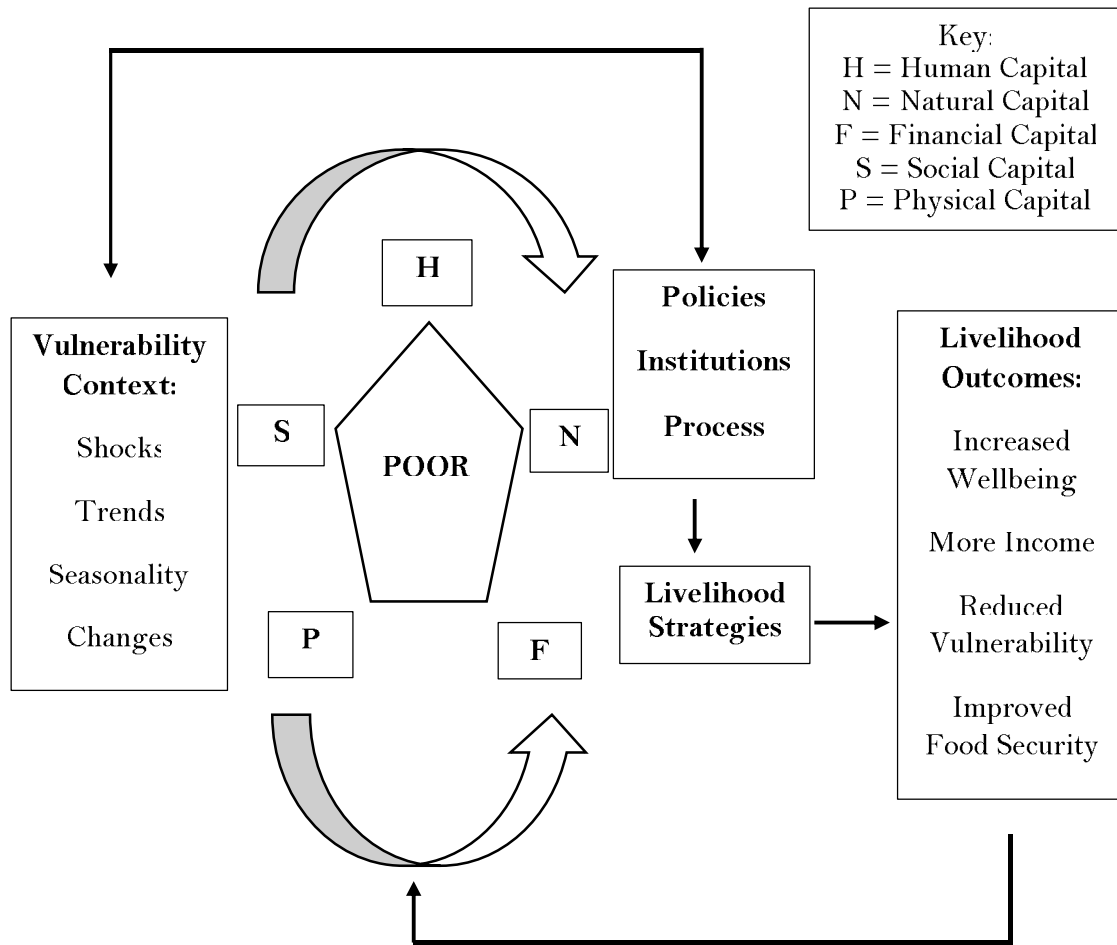 Key:
H = Human Capital
N = Natural Capital
F = Financial Capital
S = Social Capital
P = Physical Capital
H
Policies
Institutions
Process
Vulnerability
Context:
Shocks
Trends
Seasonality
Changes
S
POOR
N
Livelihood
Outcomes:
Increased
Wellbeing
More Income
Reduced
Vulnerability
Improved
Food Security
Livelihood
Strategies
P
F